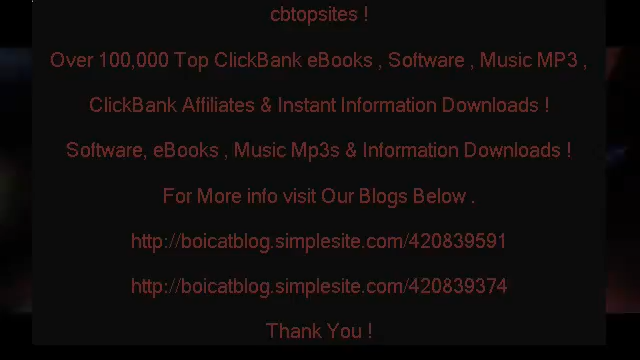 cbtopsites !
Over 100,000 Top ClickBank eBooks , Software , Music MP3 ,
ClickBank Affiliates & Instant Information Downloads !
Software, eBooks , Music Mp3s & Information Downloads !
For More info visit Our Blogs Below .
http://boicatblog.simplesite.com/420839591
http://boicatblog.simplesite.com/420839374
Thank You !